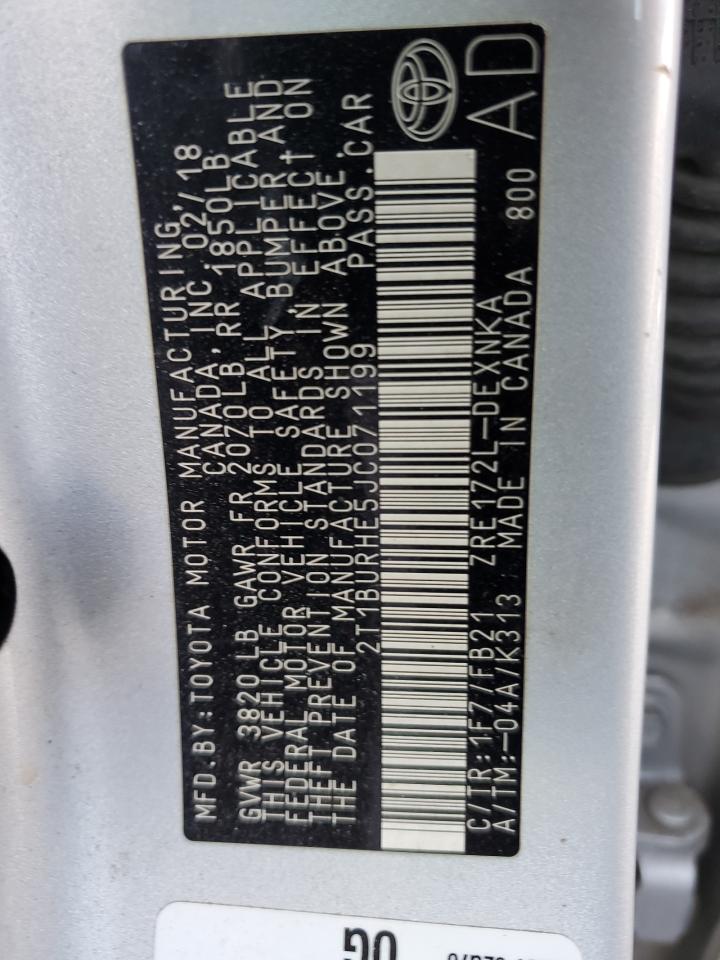 MFD.BY:TOYOTA MOTOR MANUFACTURING,
CANADA, INC. 02/18
GVWR 3820LB GAWR FR 2070LB, RR 1850LB
THIS VEHICLE CONFORMS TO ALL APPLICABLE
FEDERAL MOTOR VEHICLE SAFETY, BUMPER AND
THEFT PREVENTION STANDARDS IN EFFECT ON
THE DATE OF MANUFACTURE SHOWN ABOVE.
2T1BURHE5JC071199 PASS.CAR
C/TR:1F7/FB21 ZRE172L-DEXNKA
A/TM:-04A/K313 MADE IN CANADA 800
AD